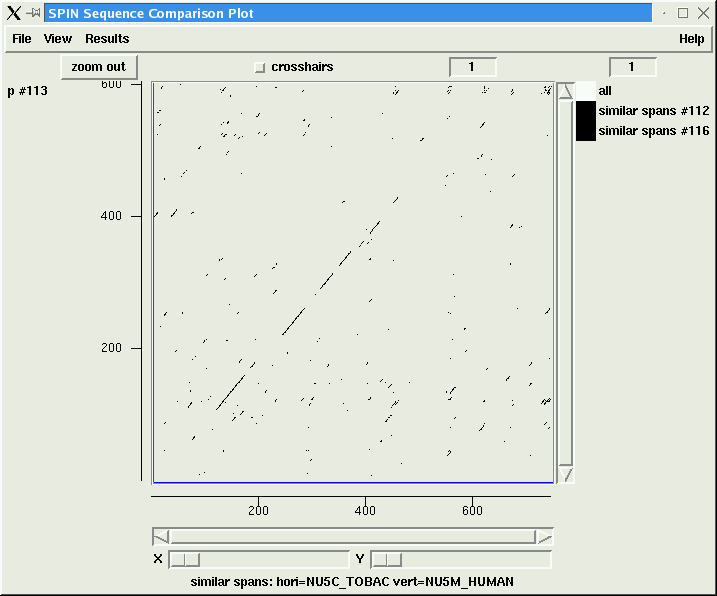 SPIN Sequence Comparison Plot
File View Results Help
zoom out crosshairs 1 1
p #113
600
400
200
all
similar spans #112
similar spans #116
200 400 600
X Y
similar spans: hori=NU5C_TOBAC vert=NU5M_HUMAN